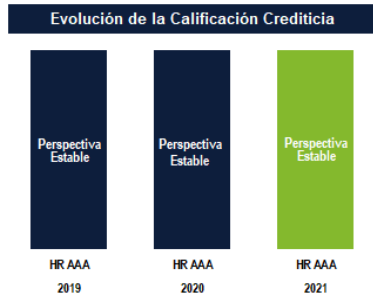 Evolución de la Calificación Crediticia
Perspectiva
Estable
Perspectiva
Estable
Perspectiva
Estable
HR AAA
HR AAA
HR AAA
2019
2020
2021